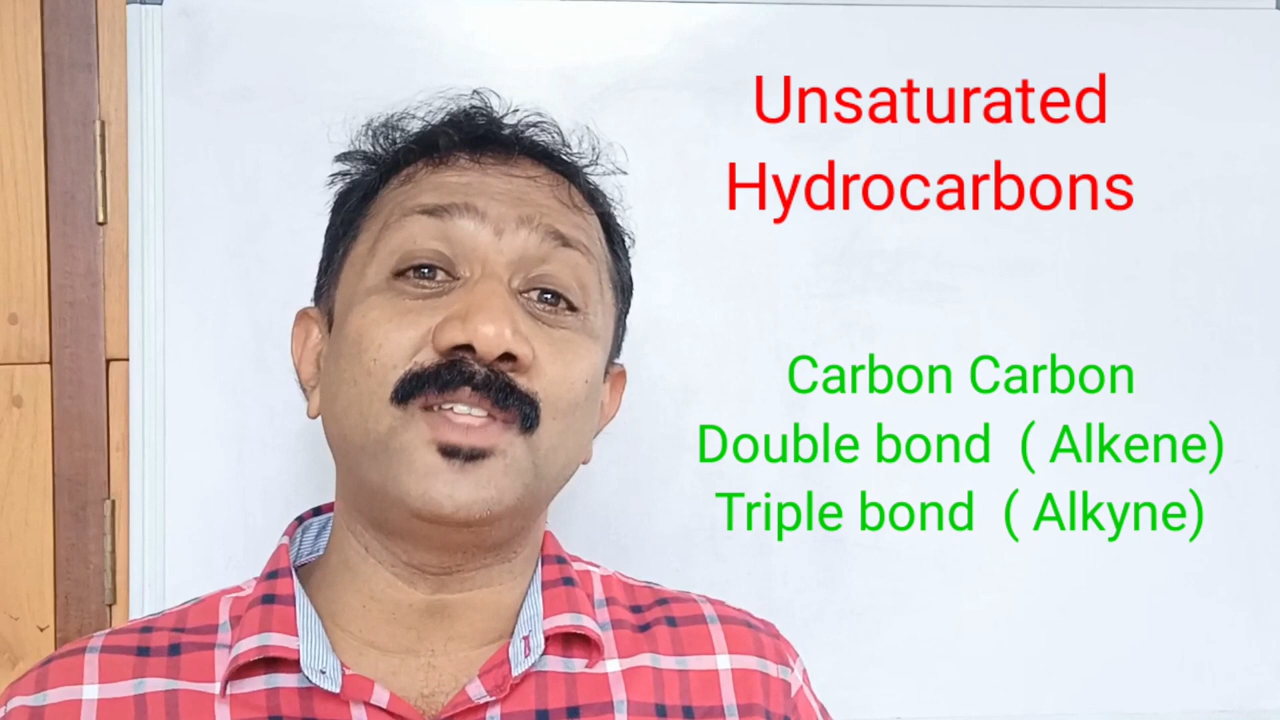 Unsaturated
Hydrocarbons
Carbon Carbon
Double bond ( Alkene)
Triple bond ( Alkyne)